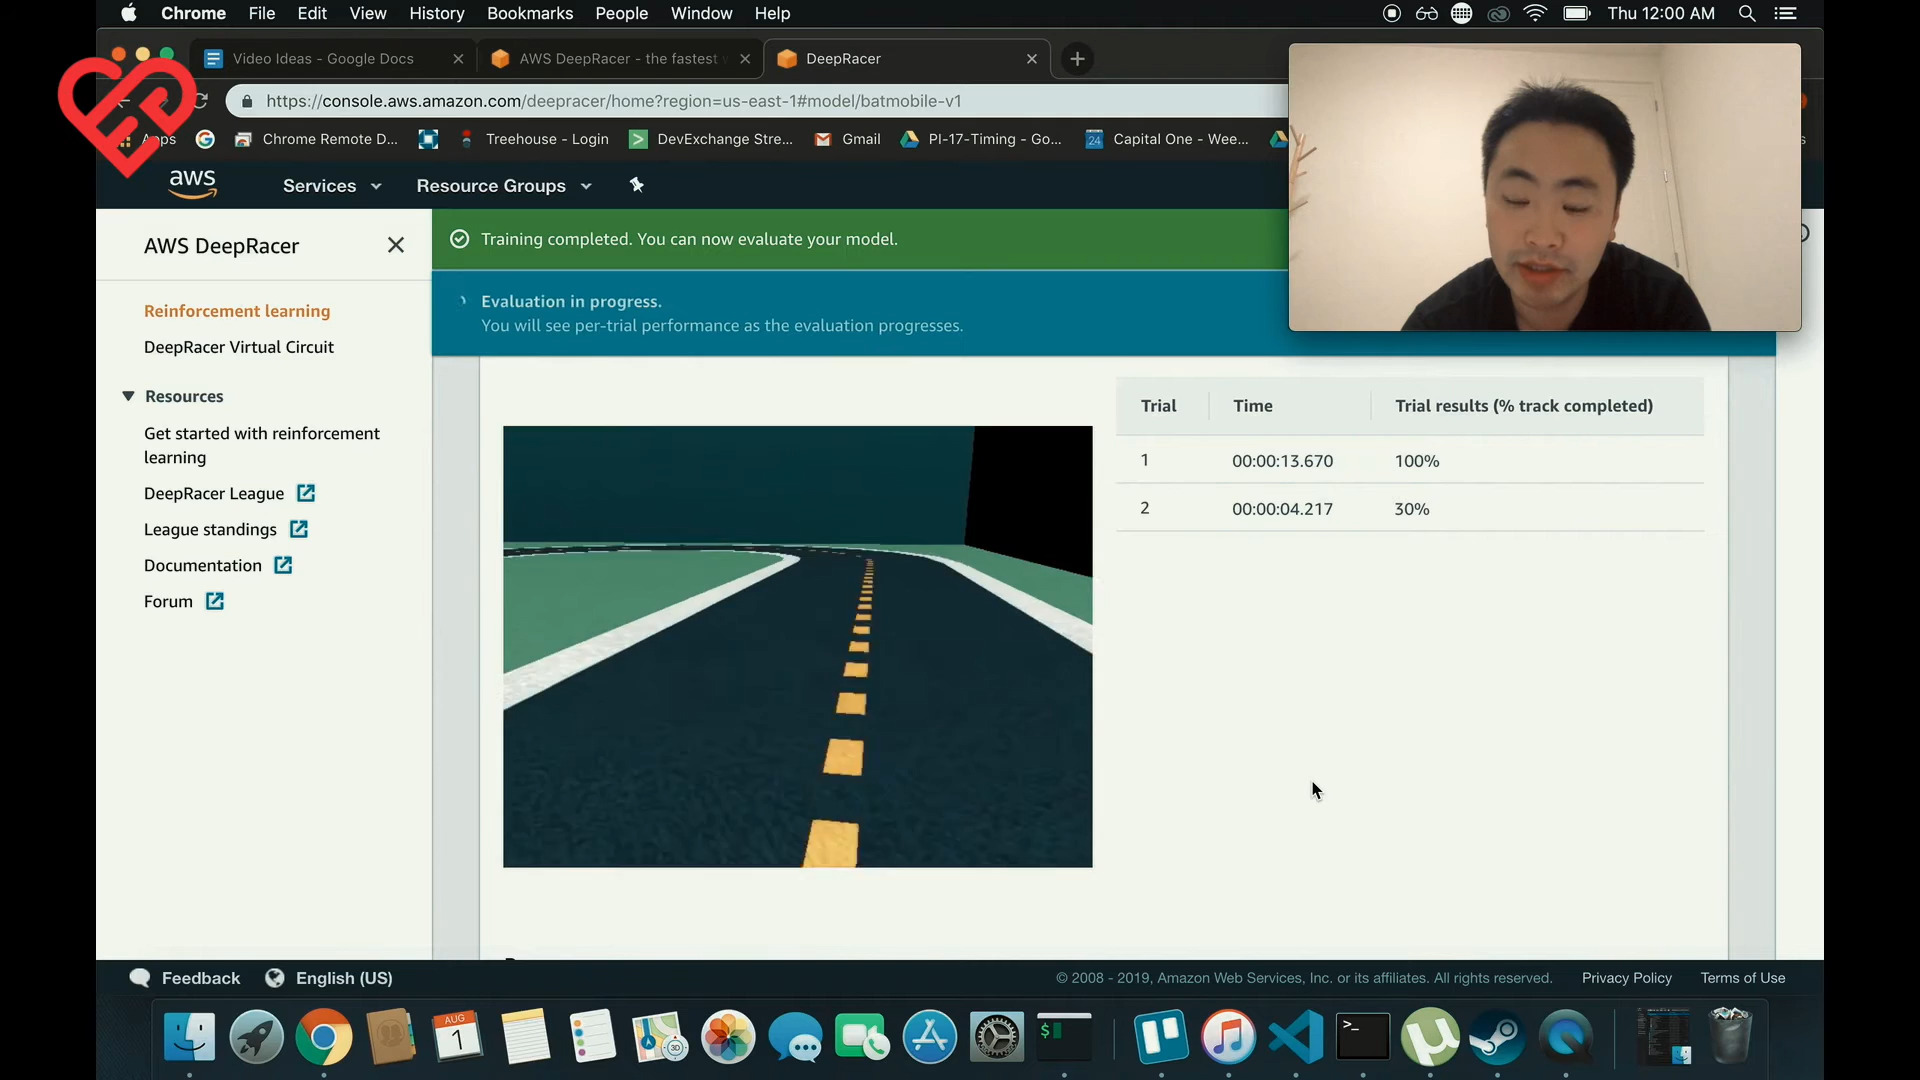 Chrome File Edit View History Bookmarks People Window Help
Thu 12:00 AM
Video Ideas - Google Docs
AWS DeepRacer - the fastest
DeepRacer
https://console.aws.amazon.com/deepracer/home?region=us-east-1#model/batmobile-v1
Apps
Chrome Remote D...
Treehouse - Login
DevExchange Stre...
Gmail
PI-17-Timing - Go...
24
Capital One - Wee...
aws
Services
Resource Groups
AWS DeepRacer
Reinforcement learning
DeepRacer Virtual Circuit
Resources
Get started with reinforcement
learning
DeepRacer League
League standings
Documentation
Forum
Training completed. You can now evaluate your model.
Evaluation in progress.
You will see per-trial performance as the evaluation progresses.
Trial Time Trial results (% track completed)
1 00:00:13.670 100%
2 00:00:04.217 30%
Feedback
English (US)
© 2008 - 2019, Amazon Web Services, Inc. or its affiliates. All rights reserved.
Privacy Policy
Terms of Use
AUG
1
3D
$
>_